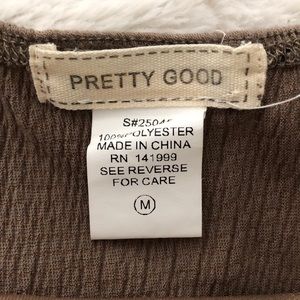 PRETTY GOOD
100%POLYESTER
MADE IN CHINA
RN 141999
SEE REVERSE
FOR CARE
M